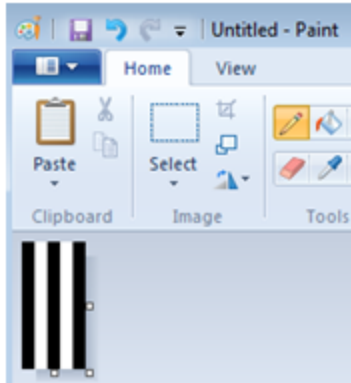 Untitled - Paint
Home View
Paste
Select
Clipboard Image Tools